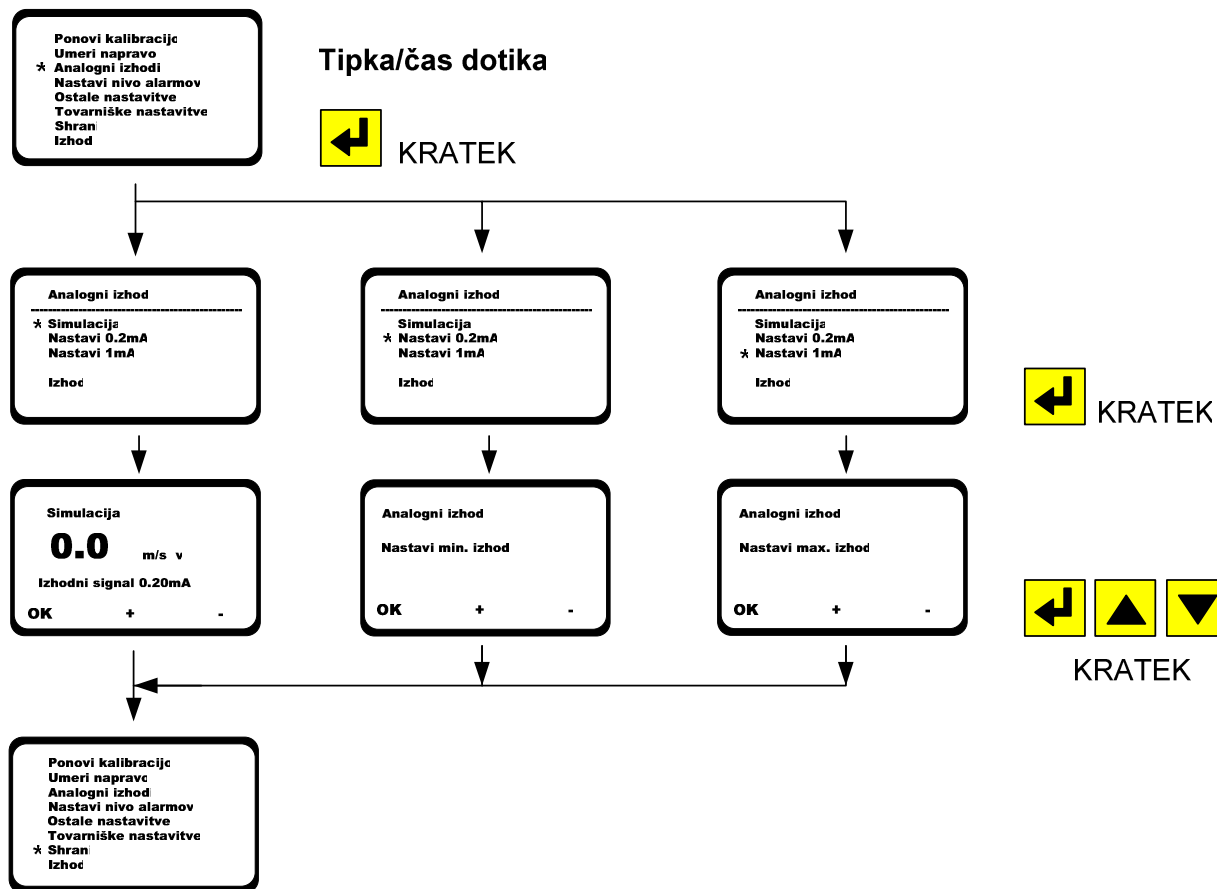 Ponovi kalibracijo
Umeri napravo
* Analogni izhodi
Nastavi nivo alarmov
Ostale nastavitve
Tovarniške nastavitve
Shrani
Izhod
Tipka/čas dotika
KRATEK
Analogni izhod
* Simulacija
Nastavi 0.2mA
Nastavi 1mA
Izhod
Analogni izhod
Simulacija
* Nastavi 0.2mA
Nastavi 1mA
Izhod
Analogni izhod
Simulacija
Nastavi 0.2mA
* Nastavi 1mA
Izhod
KRATEK
Simulacija
0.0 m/s v
Izhodni signal 0.20mA
OK + -
Analogni izhod
Nastavi min. izhod
OK + -
Analogni izhod
Nastavi max. izhod
OK + -
KRATEK
Ponovi kalibracijo
Umeri napravo
Analogni izhodi
Nastavi nivo alarmov
Ostale nastavitve
Tovarniške nastavitve
* Shrani
Izhod